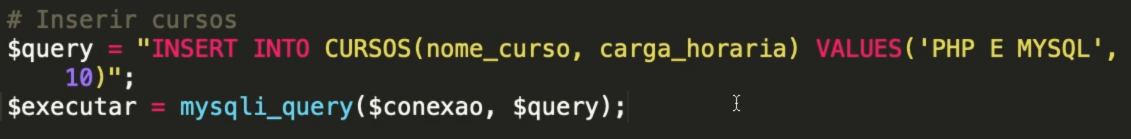 # Inserir cursos
$query = "INSERT INTO CURSOS(nome_curso, carga_horaria) VALUES('PHP E MYSQL',
10)";
$executar = mysqli_query($conexao, $query);